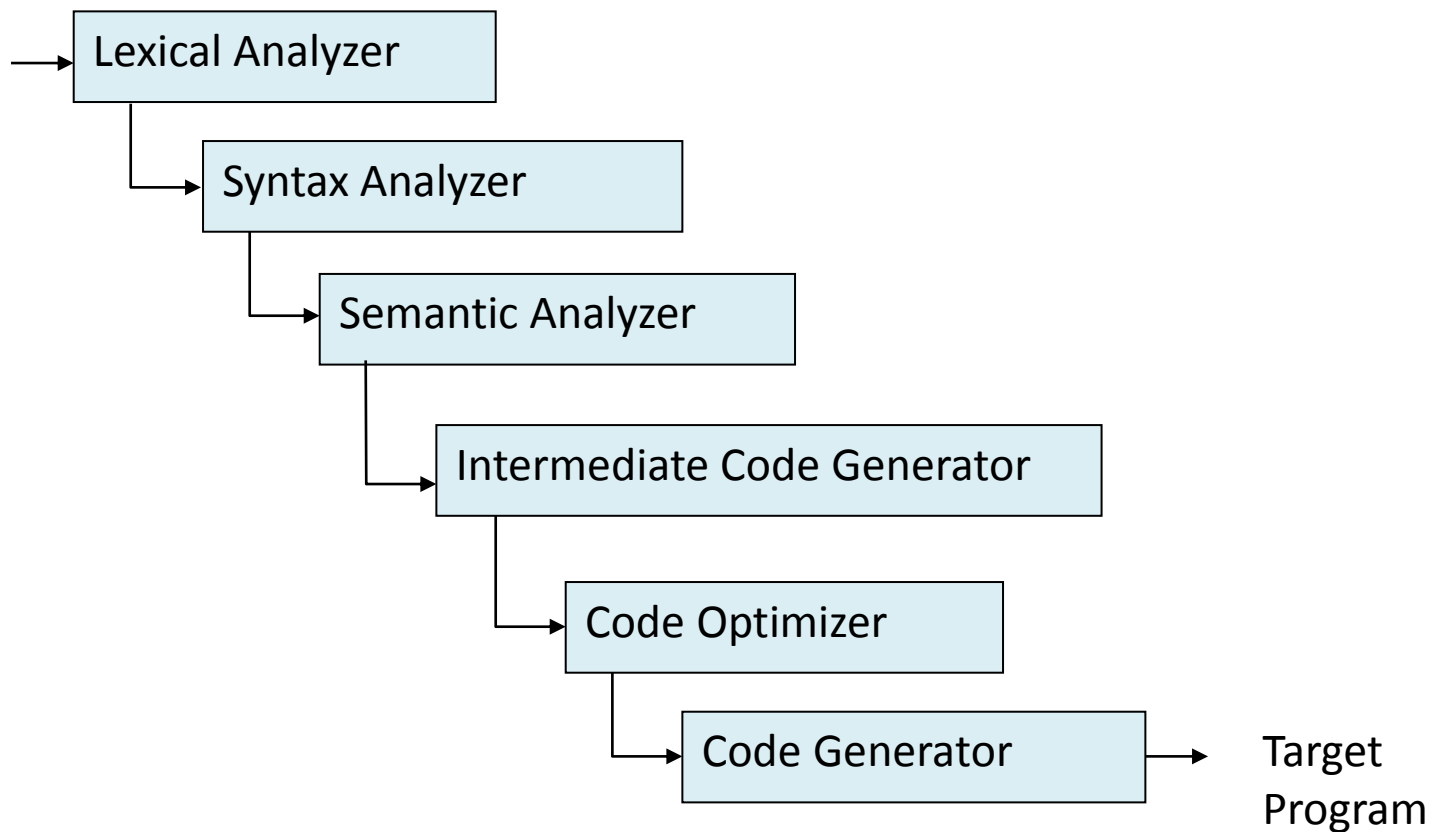 Lexical Analyzer
Syntax Analyzer
Semantic Analyzer
Intermediate Code Generator
Code Optimizer
Code Generator
Target
Program